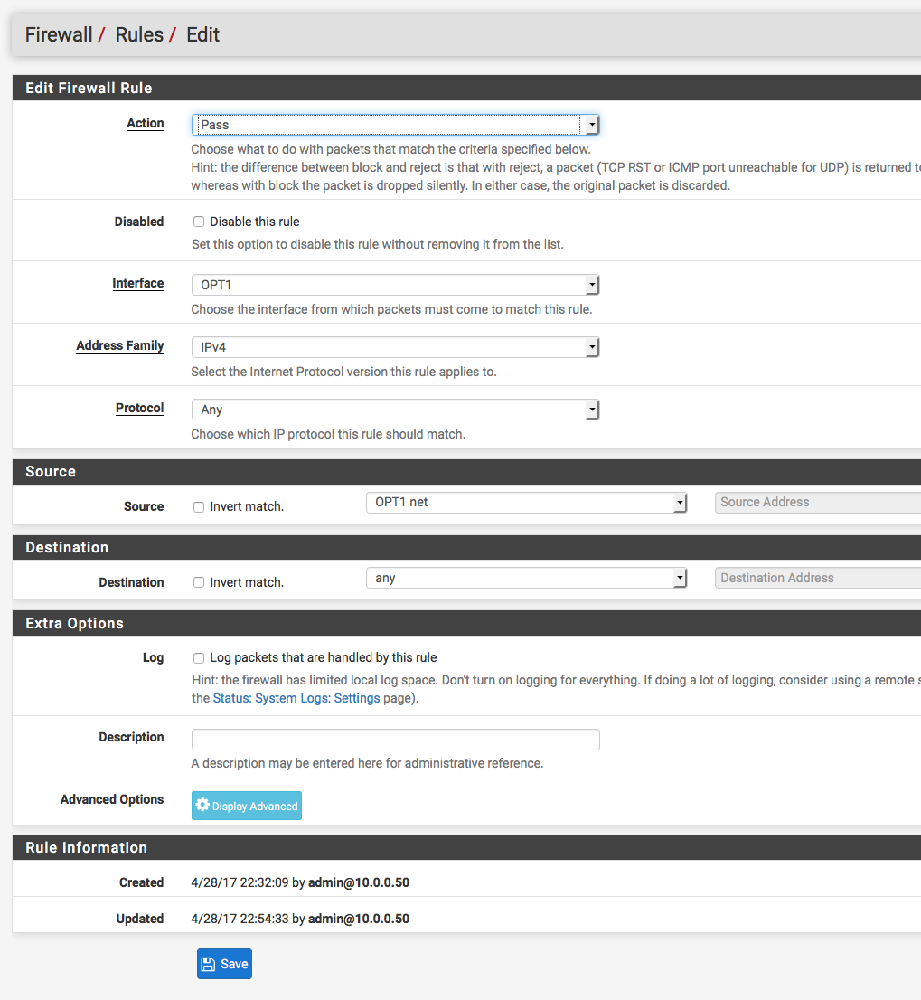 Firewall / Rules / Edit
Edit Firewall Rule
Action
Pass
Choose what to do with packets that match the criteria specified below.
Hint: the difference between block and reject is that with reject, a packet (TCP RST or ICMP port unreachable for UDP) is returned
whereas with block the packet is dropped silently. In either case, the original packet is discarded.
Disabled
Disable this rule
Set this option to disable this rule without removing it from the list.
Interface
OPT1
Choose the interface from which packets must come to match this rule.
Address Family
IPv4
Select the Internet Protocol version this rule applies to.
Protocol
Any
Choose which IP protocol this rule should match.
Source
Source
Invert match.
OPT1 net
Source Address
Destination
Destination
Invert match.
any
Destination Address
Extra Options
Log
Log packets that are handled by this rule
Hint: the firewall has limited local log space. Don't turn on logging for everything. If doing a lot of logging, consider using a remote
the Status: System Logs: Settings page).
Description
A description may be entered here for administrative reference.
Advanced Options
Display Advanced
Rule Information
Created
4/28/17 22:32:09 by admin@10.0.0.50
Updated
4/28/17 22:54:33 by admin@10.0.0.50
Save